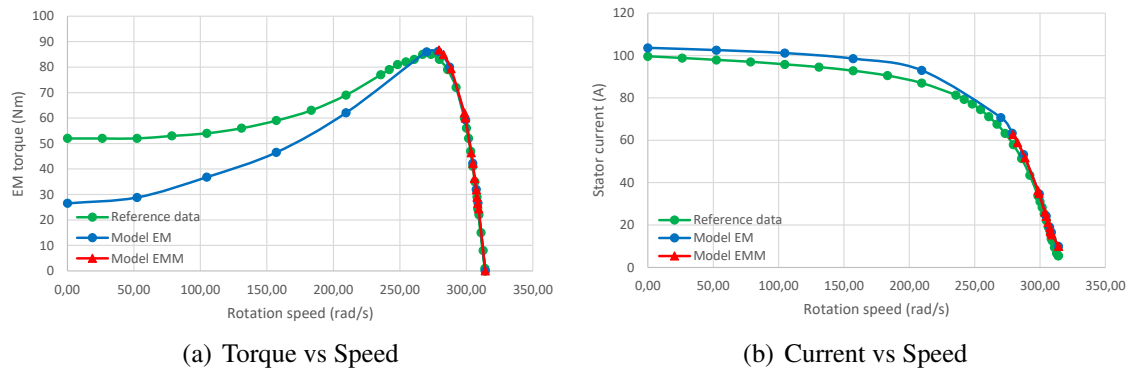 100
90
80
70
60
50
40
30
20
10
0
EM torque (Nm)
Reference data
Model EM
Model EMM
0,00 50,00 100,00 150,00 200,00 250,00 300,00 350,00
Rotation speed (rad/s)
(a) Torque vs Speed
120
100
80
60
40
20
0
Stator current (A)
Reference data
Model EM
Model EMM
0,00 50,00 100,00 150,00 200,00 250,00 300,00 350,00
Rotation speed (rad/s)
(b) Current vs Speed